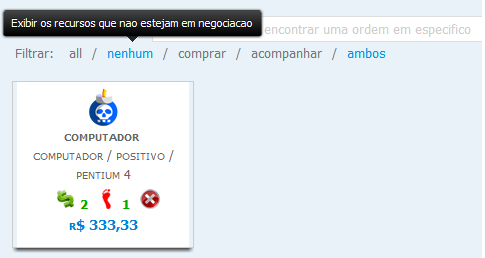 Exibir os recursos que nao estejam em negociacao
encontrar uma ordem em especifico
Filtrar: all / nenhum / comprar / acompanhar / ambos
COMPUTADOR
COMPUTADOR / POSITIVO /
PENTIUM 4
2 1
R$ 333,33